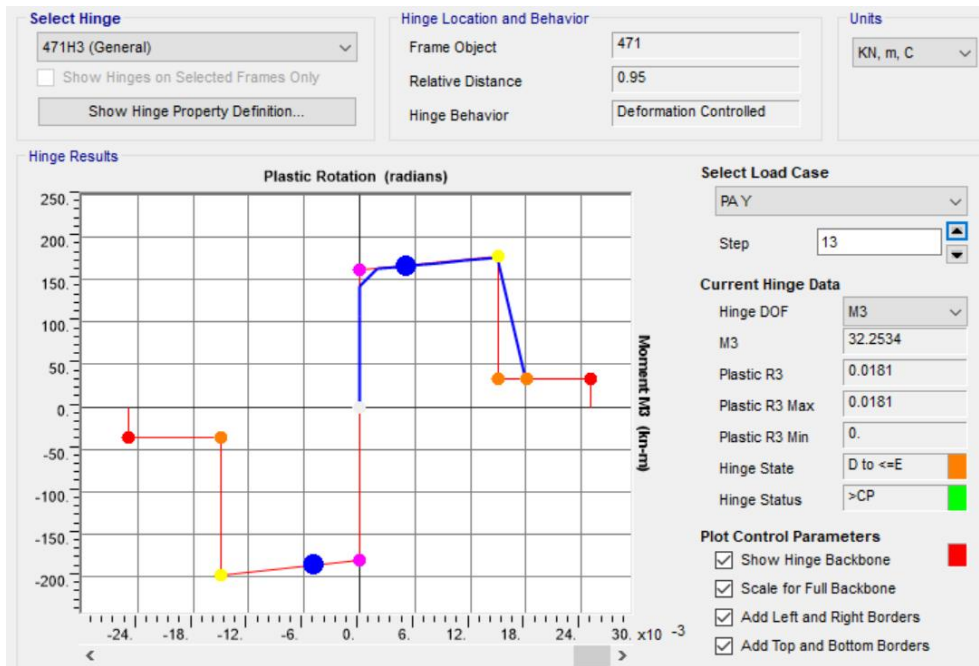 Select Hinge
471H3 (General)
Show Hinges on Selected Frames Only
Show Hinge Property Definition...
Hinge Location and Behavior
Frame Object 471
Relative Distance 0.95
Hinge Behavior Deformation Controlled
Units
KN, m, C
Hinge Results
Plastic Rotation (radians)
250.
200.
150.
100.
50.
0.
-50.
-100.
-150.
-200.
-24. -18. -12. -6. 0. 6. 12. 18. 24. 30. x10 -3
Moment M3 (kn-m)
Select Load Case
PA Y
Step 13
Current Hinge Data
Hinge DOF M3
M3 32.2534
Plastic R3 0.0181
Plastic R3 Max 0.0181
Plastic R3 Min 0.
Hinge State D to <=E
Hinge Status >CP
Plot Control Parameters
Show Hinge Backbone
Scale for Full Backbone
Add Left and Right Borders
Add Top and Bottom Borders